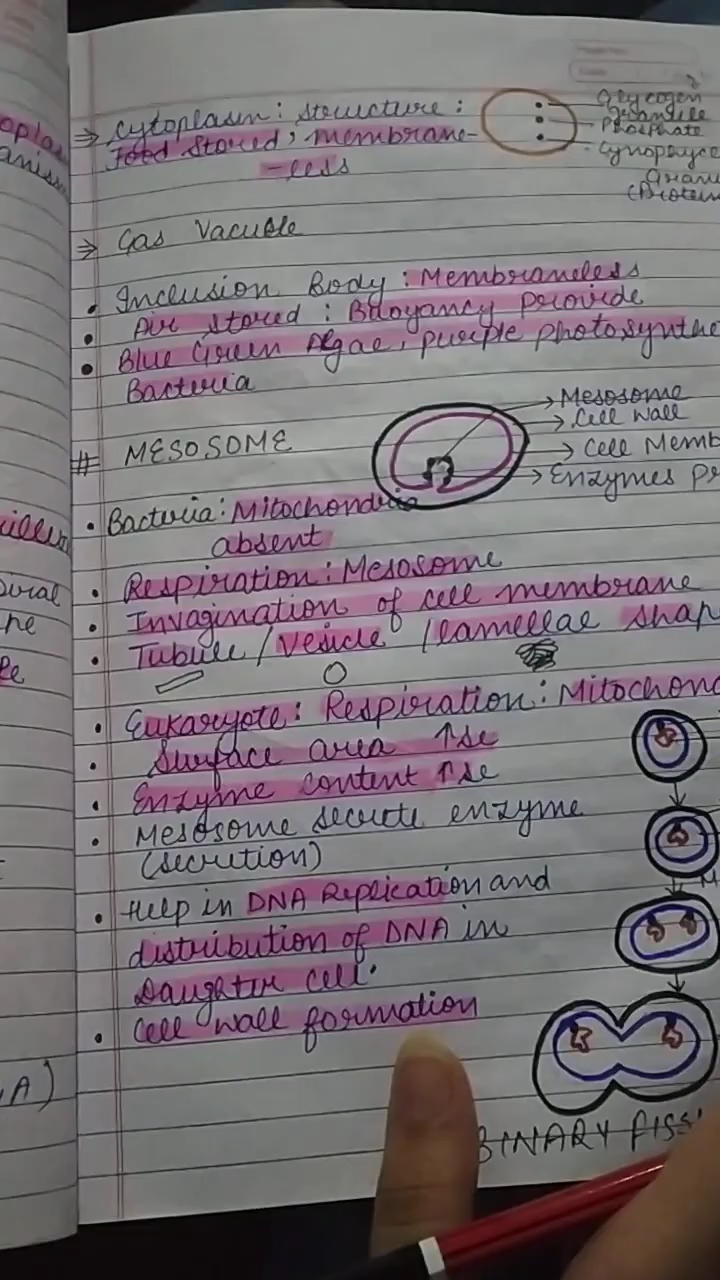 ⇒ Cytoplasm: Structure:
Food Stored, membrane-
-less
Glycogen
Granule
Phosphate
Granu
(Protein
⇒ Gas Vacuole
• Inclusion Body: Membraneless
• Air stored: Buoyancy provide
• Blue Green Algae, purple photosynthe
Bacteria
# MESOSOME
→ Mesosome
→ Cell Wall
→ Cell Memb
→ Enzymes pr
• Bacteria: Mitochondria
absent
• Respiration: Mesosome
• Invagination of cell membrane
• Tubule/Vesicle/lamellae shap
• Eukaryote: Respiration: Mitochond
• Surface area ↑se
• Enzyme content ↑se
• Mesosome secrete enzyme
(secretion)
• Help in DNA Replication and
distribution of DNA in
Daughter cell.
• Cell wall formation
BINARY FISS
A)